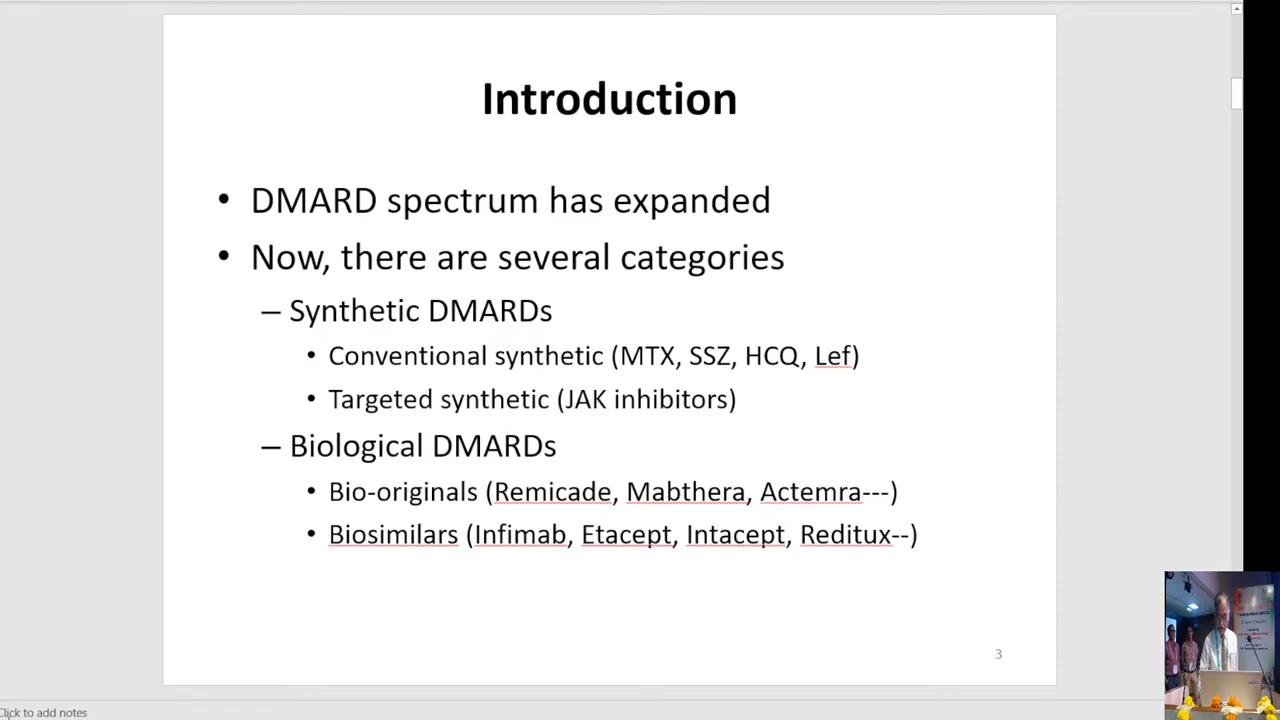 Introduction
• DMARD spectrum has expanded
• Now, there are several categories
– Synthetic DMARDs
• Conventional synthetic (MTX, SSZ, HCQ, Lef)
• Targeted synthetic (JAK inhibitors)
– Biological DMARDs
• Bio-originals (Remicade, Mabthera, Actemra---)
• Biosimilars (Infimab, Etacept, Intacept, Reditux--)
3
Click to add notes